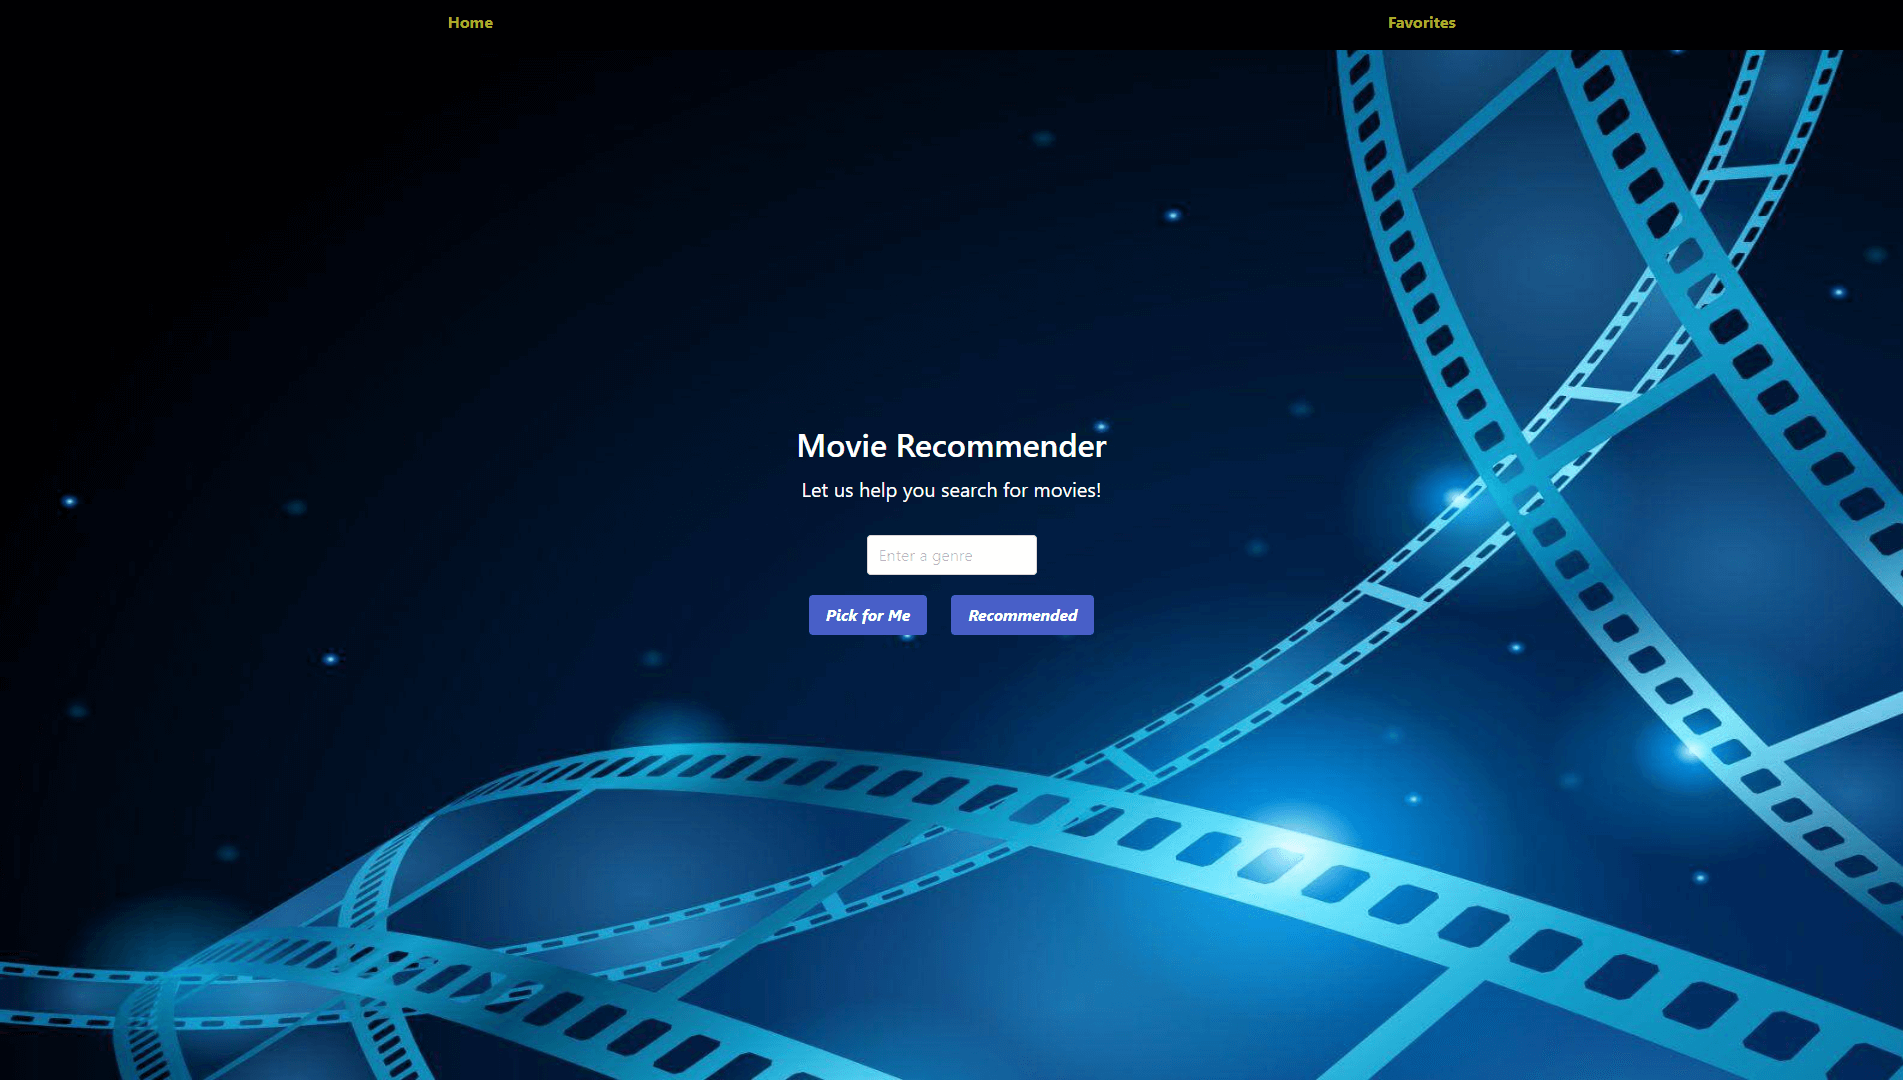 Home Favorites
Movie Recommender
Let us help you search for movies!
Enter a genre
Pick for Me Recommended